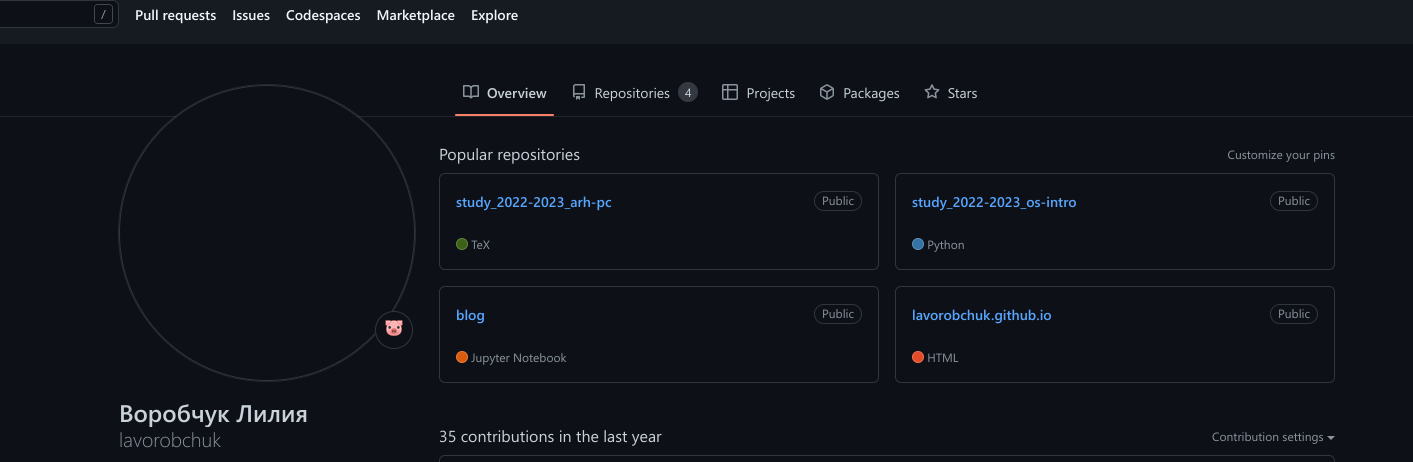 / Pull requests Issues Codespaces Marketplace Explore
Overview Repositories 4 Projects Packages Stars
Popular repositories Customize your pins
study_2022-2023_arh-pc Public
TeX
study_2022-2023_os-intro Public
Python
blog Public
Jupyter Notebook
lavorobchuk.github.io Public
HTML
Воробчук Лилия
lavorobchuk
35 contributions in the last year Contribution settings